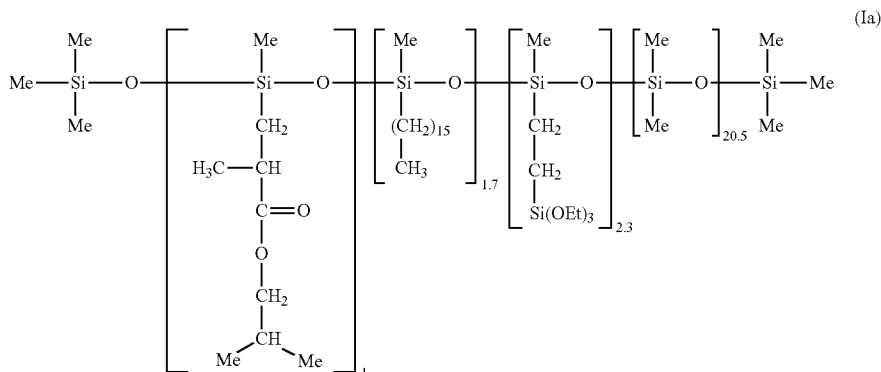 (Ia)
Me Me Me Me Me Me
Me—Si—O—Si—O—Si—O—Si—O—Si—O—Si—Me
Me CH₂ (CH₂)₁₅ CH₂ Me Me
20.5
H₃C—CH CH₃ CH₂
1.7
C=O Si(OEt)₃
2.3
O
CH₂
CH
Me Me